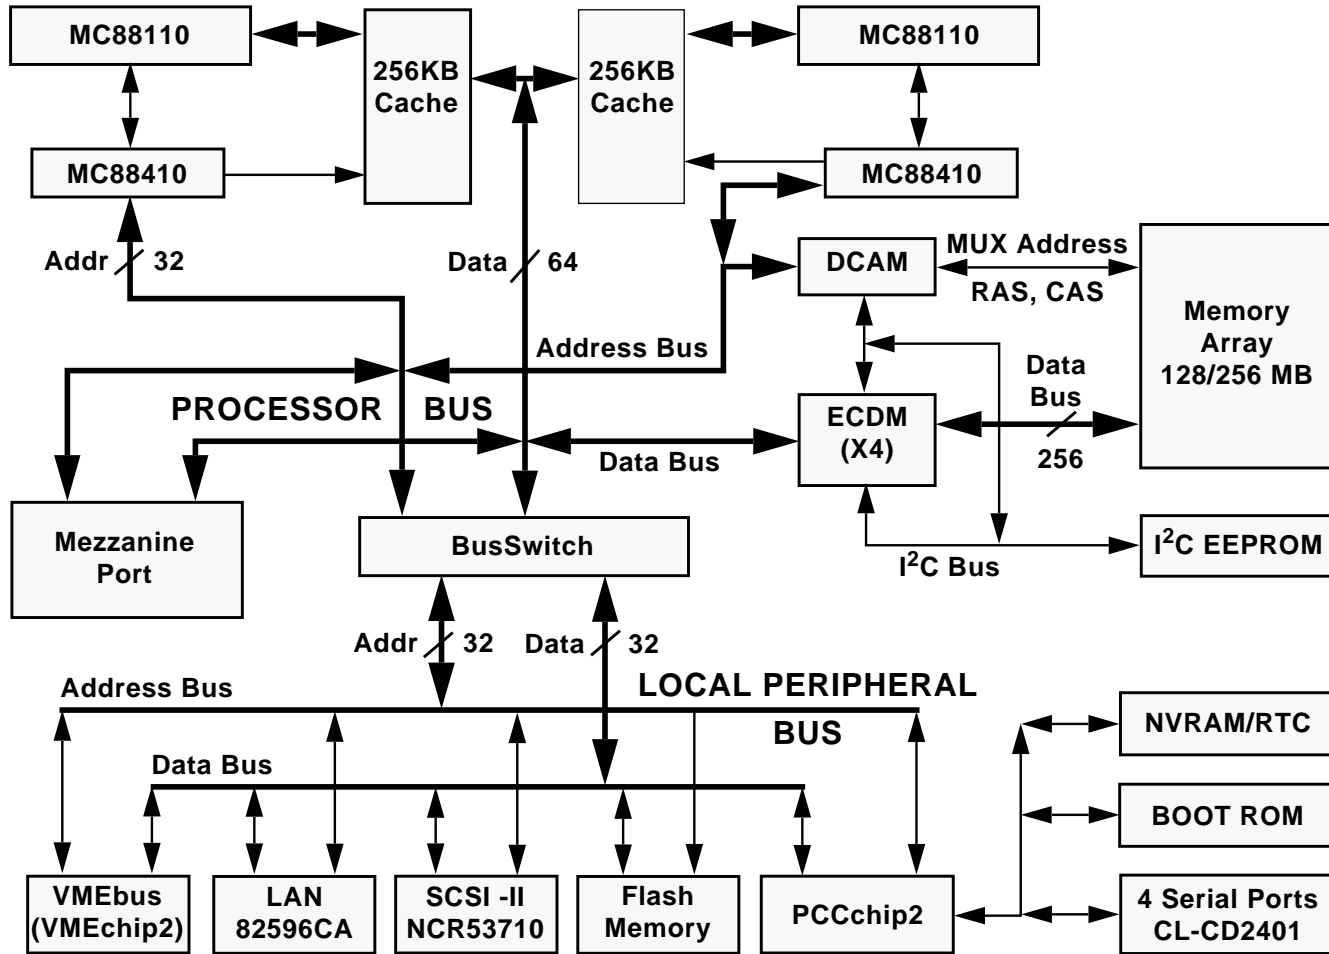 MC88110
256KB
Cache
256KB
Cache
MC88110
MC88410
MC88410
Addr
32
Data
64
DCAM
MUX Address
RAS, CAS
Memory
Array
128/256 MB
Address Bus
PROCESSOR BUS
Data Bus
ECDM
(X4)
Data
Bus
256
Mezzanine
Port
BusSwitch
I²C Bus
I²C EEPROM
Addr
32
Data
32
Address Bus
LOCAL PERIPHERAL
BUS
Data Bus
NVRAM/RTC
BOOT ROM
VMEbus
(VMEchip2)
LAN
82596CA
SCSI -II
NCR53710
Flash
Memory
PCCchip2
4 Serial Ports
CL-CD2401